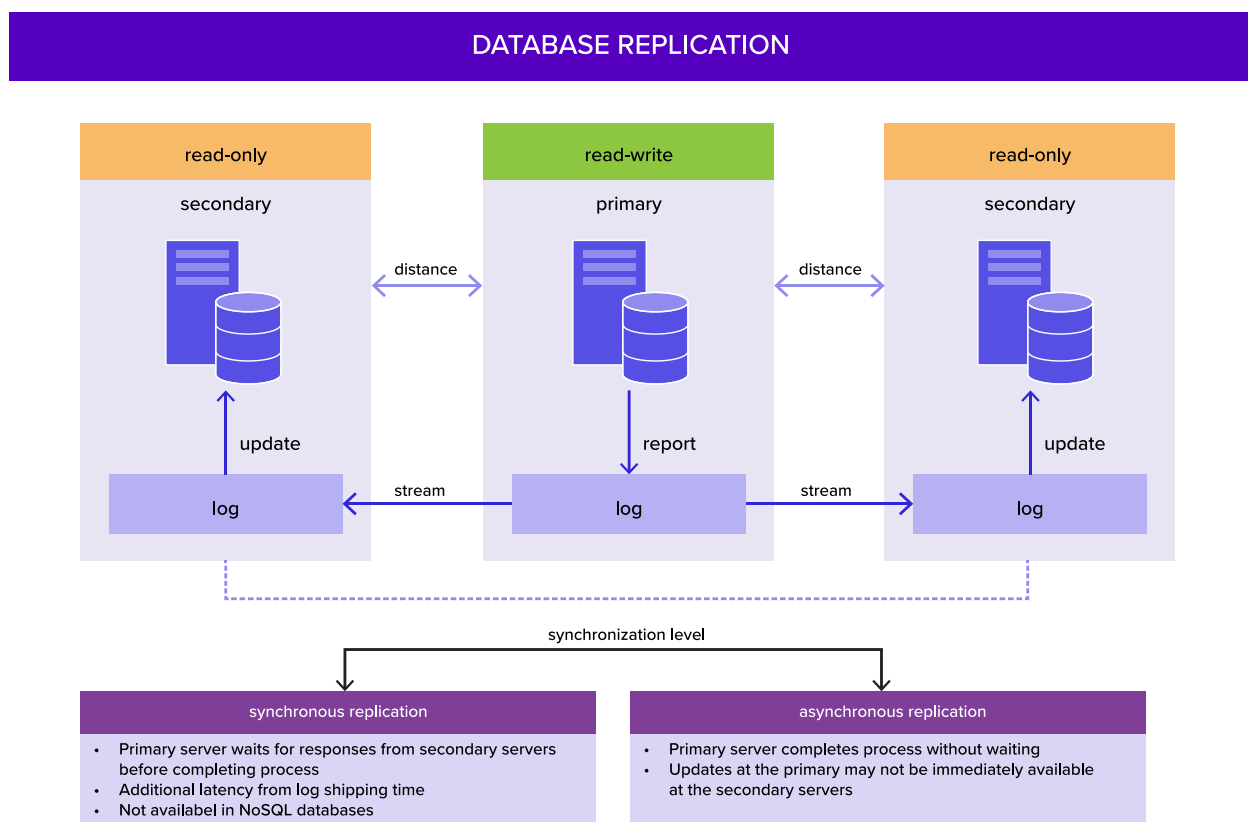 DATABASE REPLICATION
read-only
read-write
read-only
secondary
primary
secondary
distance
distance
update
report
update
stream
stream
log
log
log
synchronization level
synchronous replication
• Primary server waits for responses from secondary servers
before completing process
• Additional latency from log shipping time
• Not availabel in NoSQL databases
asynchronous replication
• Primary server completes process without waiting
• Updates at the primary may not be immediately available
at the secondary servers